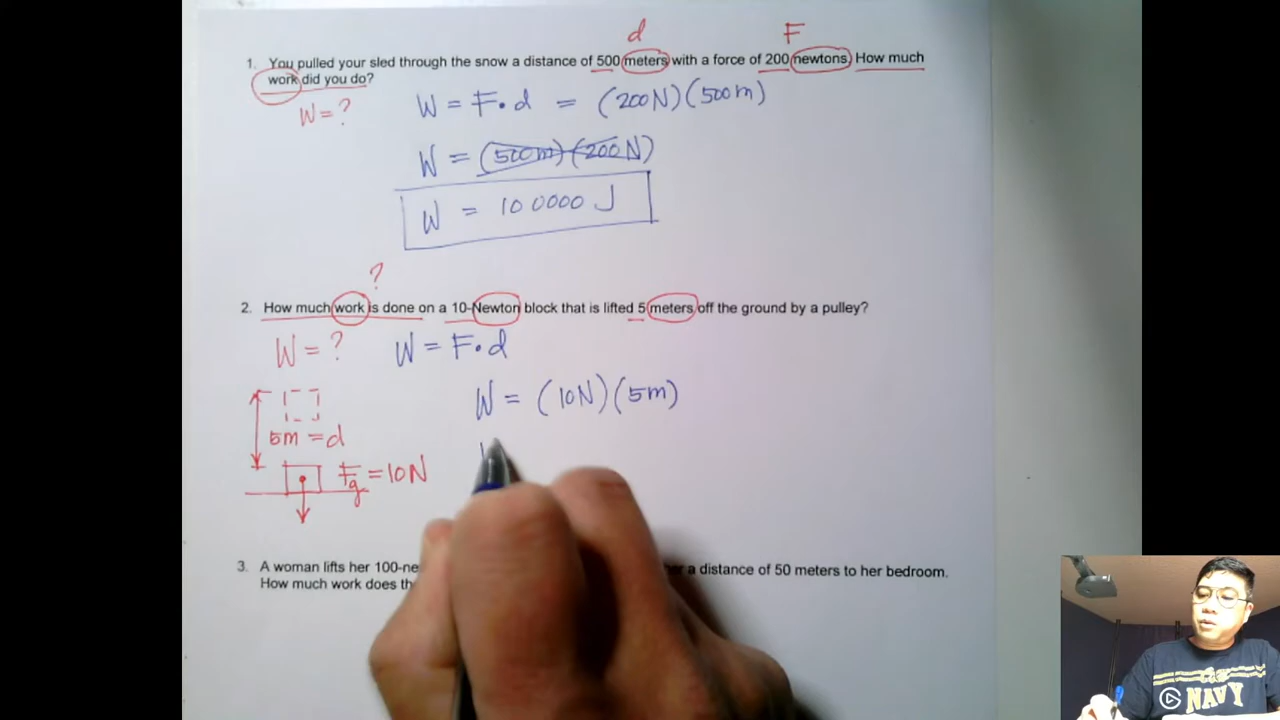 d F
1. You pulled your sled through the snow a distance of 500 meters with a force of 200 newtons. How much
work did you do?
W = ? W = F·d = (200N)(500m)
W = (500m)(200N)
W = 100000 J
?
2. How much work is done on a 10-Newton block that is lifted 5 meters off the ground by a pulley?
W = ? W = F·d
W = (10N)(5m)
5m = d
Fg = 10N
3. A woman lifts her 100-ne a distance of 50 meters to her bedroom.
How much work does th
NAVY